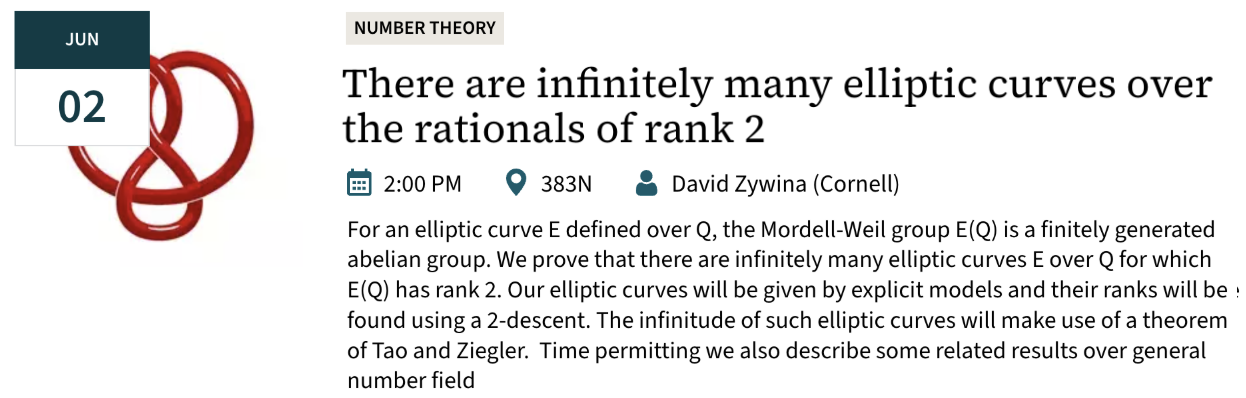 JUN
02
NUMBER THEORY
There are infinitely many elliptic curves over
the rationals of rank 2
2:00 PM
383N
David Zywina (Cornell)
For an elliptic curve E defined over Q, the Mordell-Weil group E(Q) is a finitely generated
abelian group. We prove that there are infinitely many elliptic curves E over Q for which
E(Q) has rank 2. Our elliptic curves will be given by explicit models and their ranks will be
found using a 2-descent. The infinitude of such elliptic curves will make use of a theorem
of Tao and Ziegler.  Time permitting we also describe some related results over general
number field